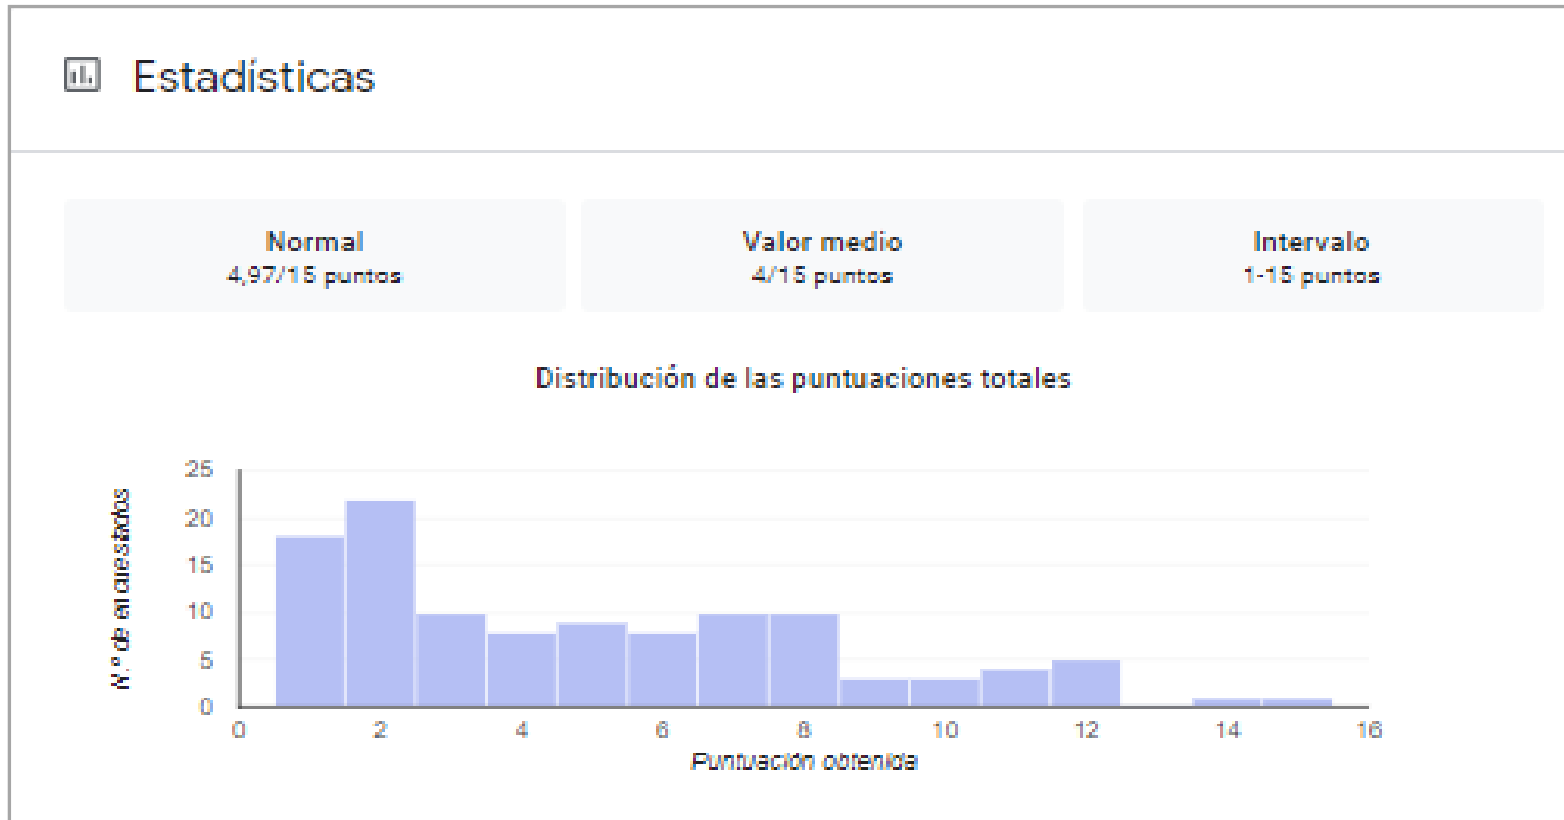 Estadísticas
Normal
4,97/15 puntos
Valor medio
4/15 puntos
Intervalo
1-15 puntos
Distribución de las puntuaciones totales
N.º de encuestados
25
20
15
10
5
0
0 2 4 6 8 10 12 14 16
Puntuación obtenida